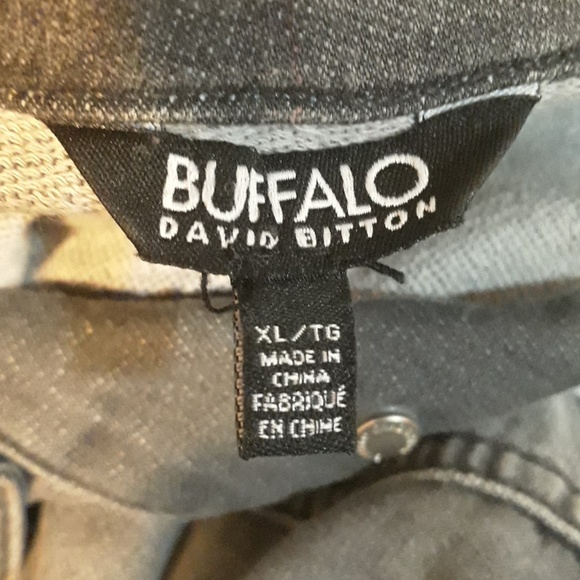 BUFFALO
DAVID BITTON
XL/TG
MADE IN
CHINA
FABRIQUÉ
EN CHINE